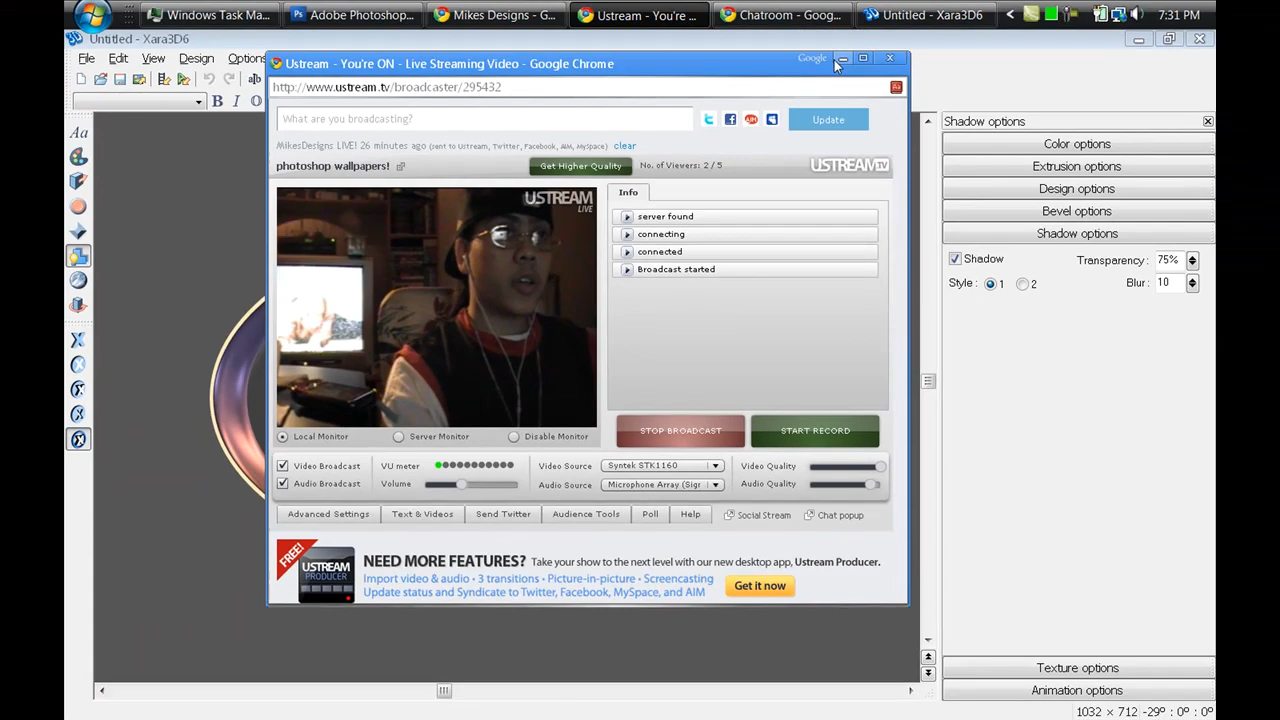 Windows Task Ma...
Adobe Photoshop...
Mikes Designs - G...
Ustream - You're ...
Chatroom - Goog...
Untitled - Xara3D6
7:31 PM
Untitled - Xara3D6
File Edit View Design Options
B I
Aa
Ustream - You're ON - Live Streaming Video - Google Chrome
Google
http://www.ustream.tv/broadcaster/295432
What are you broadcasting?
Update
MikesDesigns LIVE! 26 minutes ago (sent to Ustream, Twitter, Facebook, AIM, MySpace) clear
photoshop wallpapers!
Get Higher Quality
No. of Viewers: 2 / 5
USTREAM TV
USTREAM
LIVE
Info
server found
connecting
connected
Broadcast started
STOP BROADCAST
START RECORD
Local Monitor
Server Monitor
Disable Monitor
Video Broadcast
VU meter
Video Source
Syntek STK1160
Video Quality
Audio Broadcast
Volume
Audio Source
Microphone Array (Sigr
Audio Quality
Advanced Settings
Text & Videos
Send Twitter
Audience Tools
Poll
Help
Social Stream
Chat popup
FREE!
USTREAM
PRODUCER
NEED MORE FEATURES? Take your show to the next level with our new desktop app, Ustream Producer.
Import video & audio • 3 transitions • Picture-in-picture • Screencasting
Update status and Syndicate to Twitter, Facebook, MySpace, and AIM
Get it now
Shadow options
Color options
Extrusion options
Design options
Bevel options
Shadow options
Shadow
Transparency: 75%
Style: 1 2
Blur: 10
Texture options
Animation options
1032 × 712 -29° : 0° : 0°